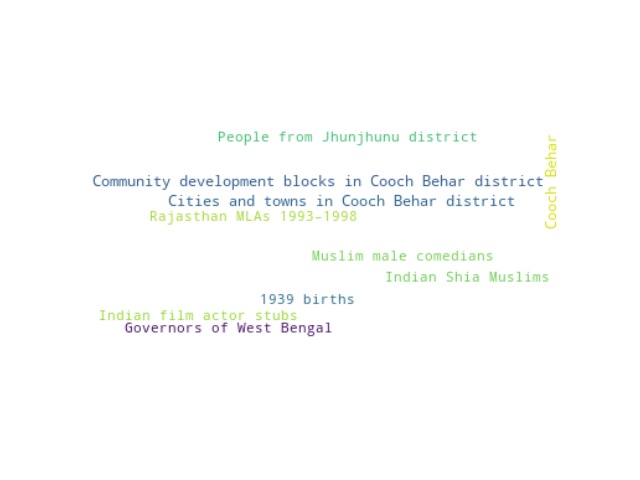 People from Jhunjhunu district
Cooch Behar
Community development blocks in Cooch Behar district
Cities and towns in Cooch Behar district
Rajasthan MLAs 1993–1998
Muslim male comedians
Indian Shia Muslims
1939 births
Indian film actor stubs
Governors of West Bengal